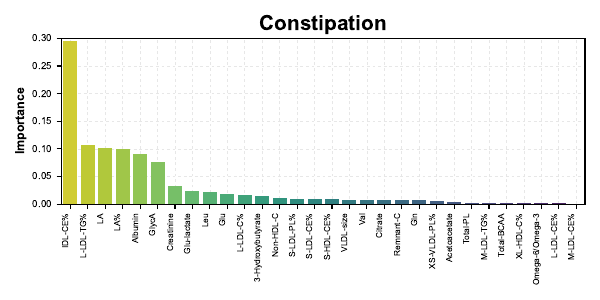 Constipation
Importance
0.30
0.25
0.20
0.15
0.10
0.05
0.00
IDL-CE%
L-LDL-TG%
LA
LA%
Albumin
GlycA
Creatinine
Glu-lactate
Leu
Glu
L-LDL-C%
3-Hydroxybutyrate
Non-HDL-C
S-LDL-PL%
S-LDL-CE%
S-HDL-CE%
VLDL-size
Val
Citrate
Remnant-C
Gln
XS-VLDL-PL%
Acetoacetate
Total-PL
M-LDL-TG%
Total-BCAA
XL-HDL-C%
Omega-6/Omega-3
L-LDL-CE%
M-LDL-CE%